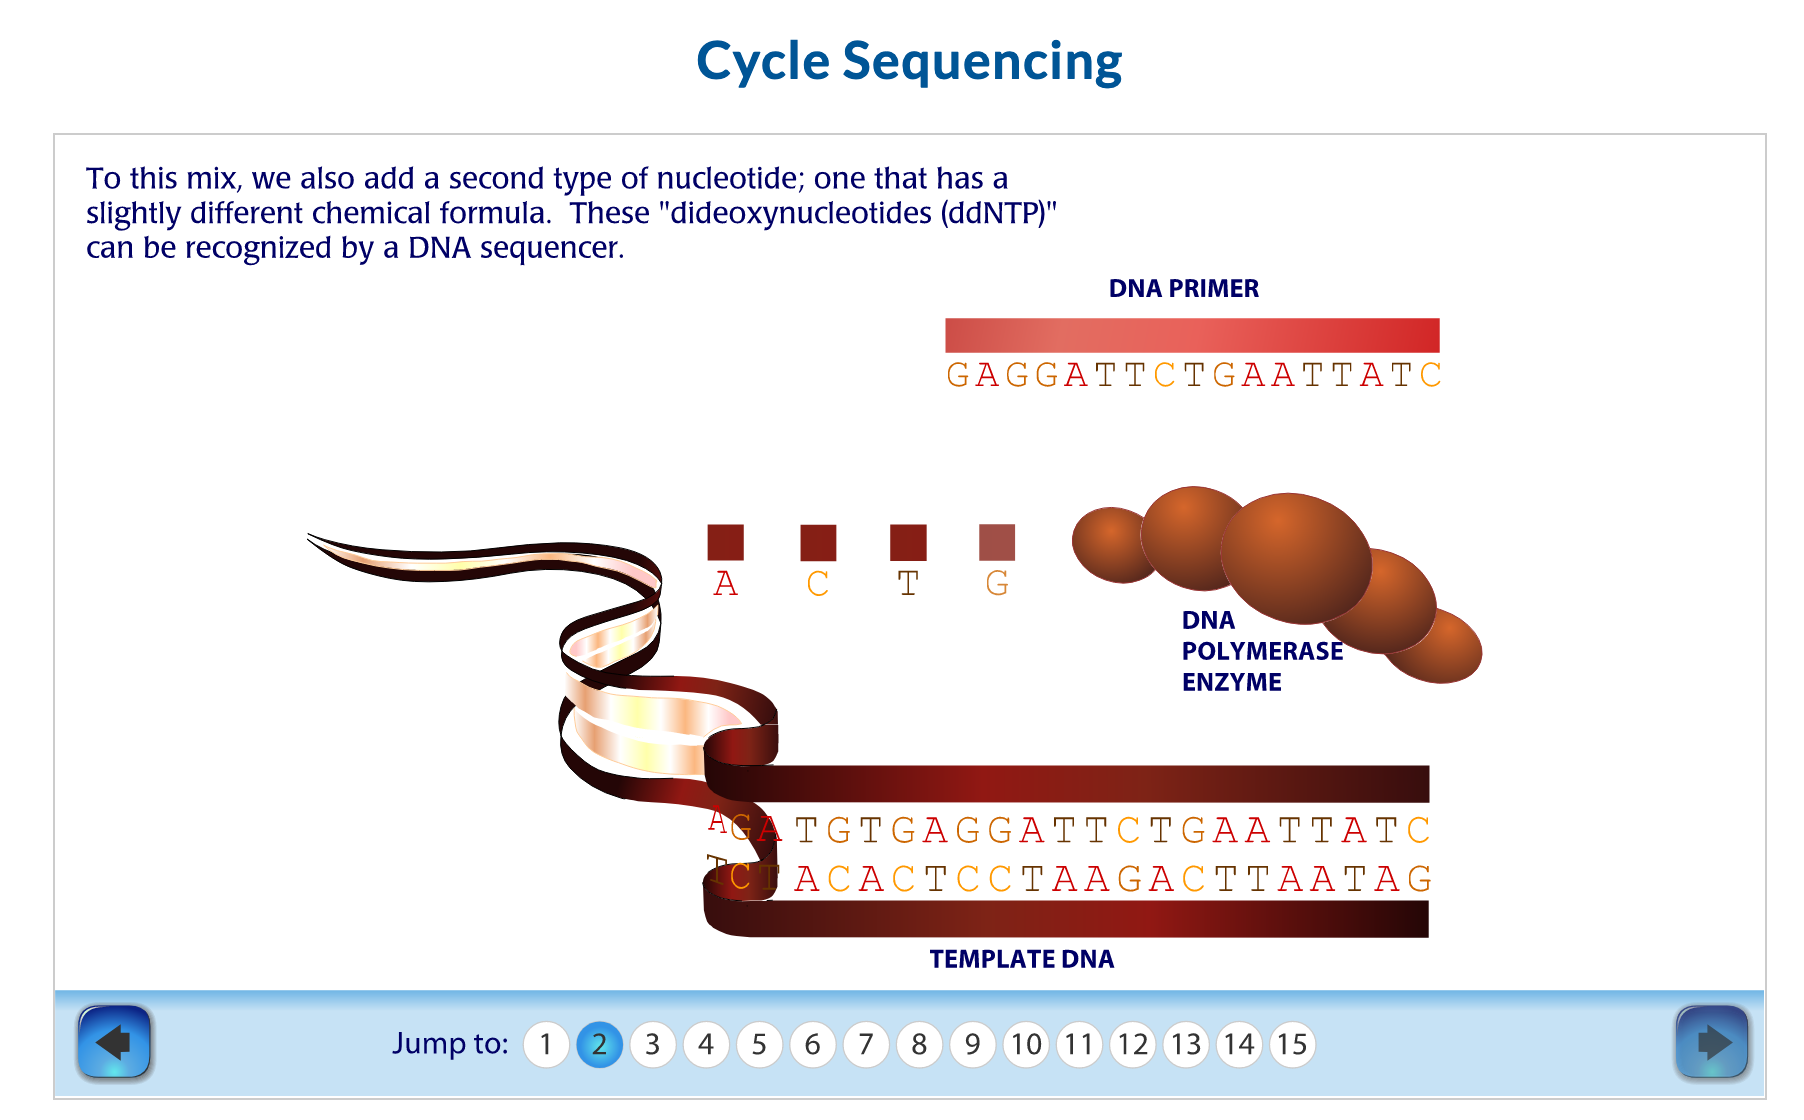 Cycle Sequencing
To this mix, we also add a second type of nucleotide; one that has a
slightly different chemical formula.  These "dideoxynucleotides (ddNTP)"
can be recognized by a DNA sequencer.
DNA PRIMER
GAGGATTCTGAATTATC
A C T G
DNA
POLYMERASE
ENZYME
AGATGTGAGGATTCTGAATTATC
TCTACACTCCTAAGACTTAATAG
TEMPLATE DNA
Jump to: 1 2 3 4 5 6 7 8 9 10 11 12 13 14 15